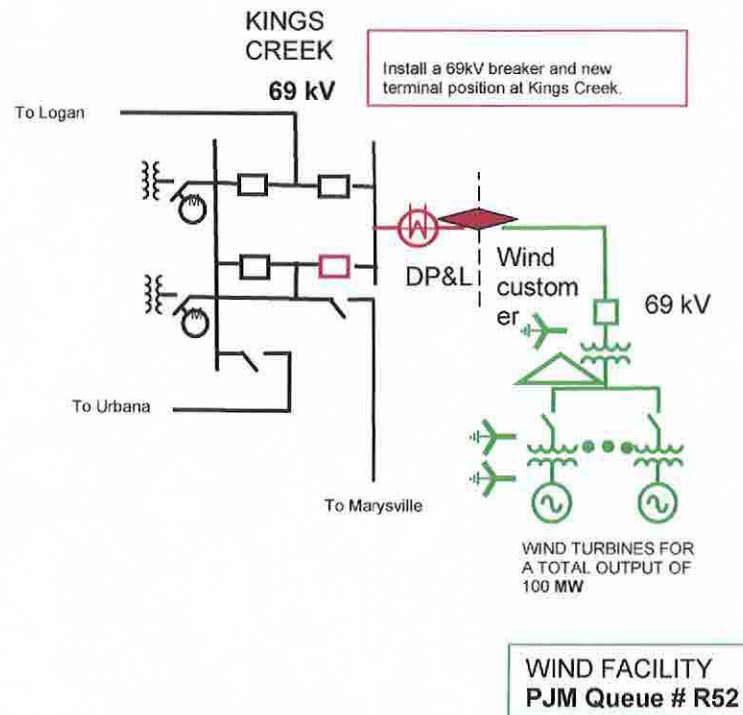 KINGS
CREEK
69 kV
Install a 69kV breaker and new
terminal position at Kings Creek.
To Logan
M
W
DP&L
Wind
custom
er
69 kV
M
To Urbana
To Marysville
WIND TURBINES FOR
A TOTAL OUTPUT OF
100 MW
WIND FACILITY
PJM Queue # R52